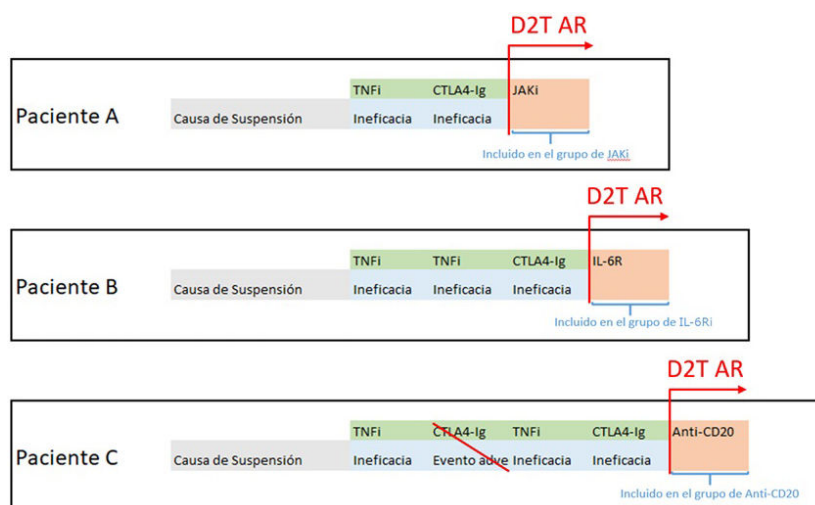 D2T AR
TNFi CTLA4-Ig JAKi
Paciente A
Causa de Suspensión Ineficacia Ineficacia
Incluido en el grupo de JAKi
D2T AR
TNFi TNFi CTLA4-Ig IL-6R
Paciente B
Causa de Suspensión Ineficacia Ineficacia Ineficacia
Incluido en el grupo de IL-6Ri
D2T AR
TNFi CTLA4-Ig TNFi CTLA4-Ig Anti-CD20
Paciente C
Causa de Suspensión Ineficacia Evento adve Ineficacia Ineficacia
Incluido en el grupo de Anti-CD20